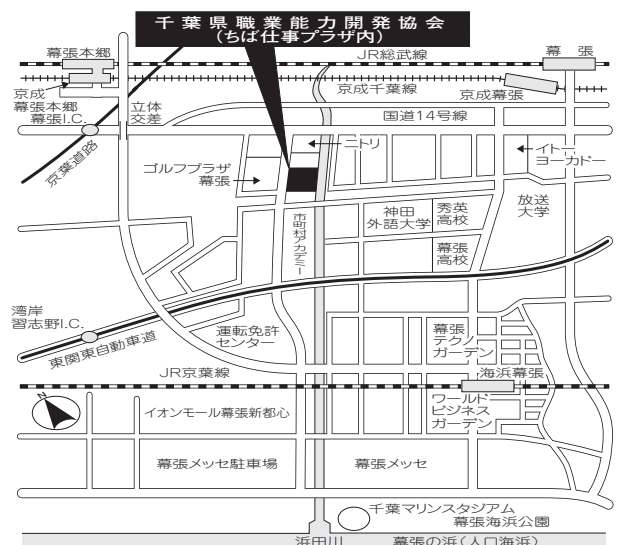 千葉県職業能力開発協会
（ちば仕事プラザ内）
幕張本郷
JR総武線
幕張
京成
幕張本郷
京成千葉線
京成幕張
幕張I.C.
立体
交差
国道14号線
京葉道路
ニトリ
イトー
ヨーカドー
ゴルフプラザ
幕張
市町村アカデミー
神田
外語大学
秀英
高校
放送
大学
幕張
高校
湾岸
習志野I.C.
東関東自動車道
運転免許
センター
幕張
テクノ
ガーデン
JR京葉線
海浜幕張
N
イオンモール幕張新都心
ワールド
ビジネス
ガーデン
幕張メッセ駐車場
幕張メッセ
千葉マリンスタジアム
幕張海浜公園
浜田川
幕張の浜（人口海浜）